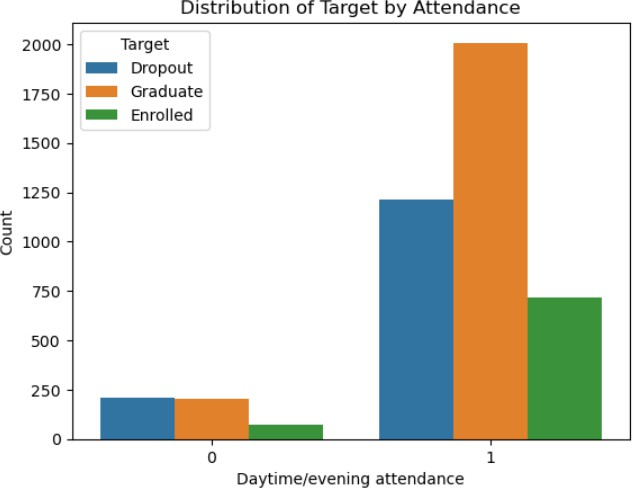 Distribution of Target by Attendance
Target
Dropout
Graduate
Enrolled
2000
1750
1500
1250
1000
750
500
250
0
Count
0 1
Daytime/evening attendance